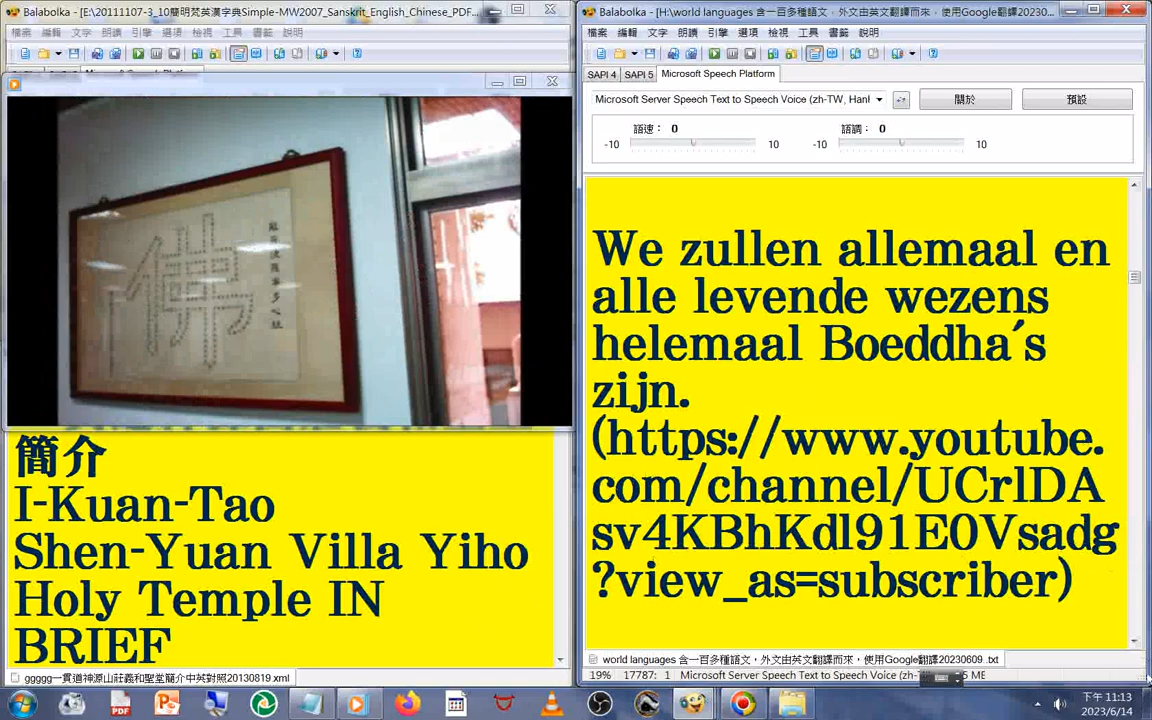 Balabolka - [E:\20111107-3_10簡明梵英漢字典Simple-MW2007_Sanskrit_English_Chinese_PDF...
檔案 編輯 文字 朗讀 引擎 選項 檢視 工具 書籤 說明
佛
般若波羅蜜多心經
簡介
I-Kuan-Tao
Shen-Yuan Villa Yiho
Holy Temple IN
BRIEF
ggggg一貫道神源山莊義和聖堂簡介中英對照20130819.xml
Balabolka - [H:\world languages 含一百多種語文，外文由英文翻譯而來，使用Google翻譯20230...
檔案 編輯 文字 朗讀 引擎 選項 檢視 工具 書籤 說明
SAPI 4 SAPI 5 Microsoft Speech Platform
Microsoft Server Speech Text to Speech Voice (zh-TW, Hanl
關於
預設
語速： 0
語調： 0
-10 10 -10 10
We zullen allemaal en
alle levende wezens
helemaal Boeddha's
zijn.
(https://www.youtube.
com/channel/UCrlDA
sv4KBhKdl91E0Vsadg
?view_as=subscriber)
world languages 含一百多種語文，外文由英文翻譯而來，使用Google翻譯20230609 .txt
19% 17787: 1 Microsoft Server Speech Text to Speech Voice (zh-
下午 11:13
2023/6/14